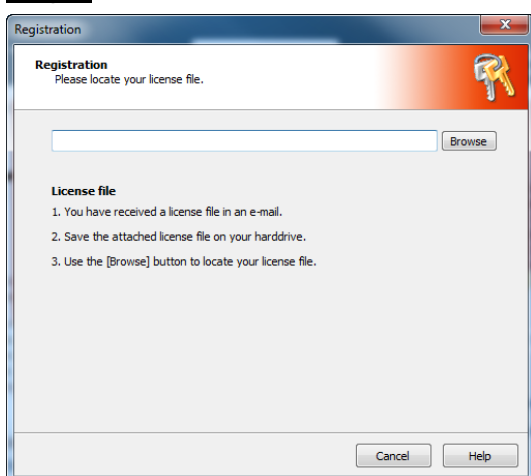 Registration
Registration
Please locate your license file.
Browse
License file
1. You have received a license file in an e-mail.
2. Save the attached license file on your harddrive.
3. Use the [Browse] button to locate your license file.
Cancel Help